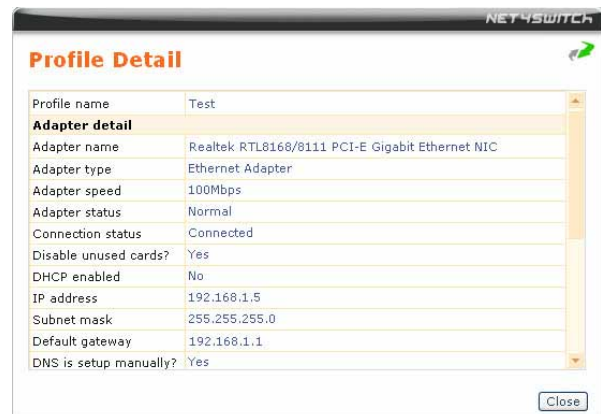 NET4SWITCH
Profile Detail
Profile name Test
Adapter detail
Adapter name Realtek RTL8168/8111 PCI-E Gigabit Ethernet NIC
Adapter type Ethernet Adapter
Adapter speed 100Mbps
Adapter status Normal
Connection status Connected
Disable unused cards? Yes
DHCP enabled No
IP address 192.168.1.5
Subnet mask 255.255.255.0
Default gateway 192.168.1.1
DNS is setup manually? Yes
Close